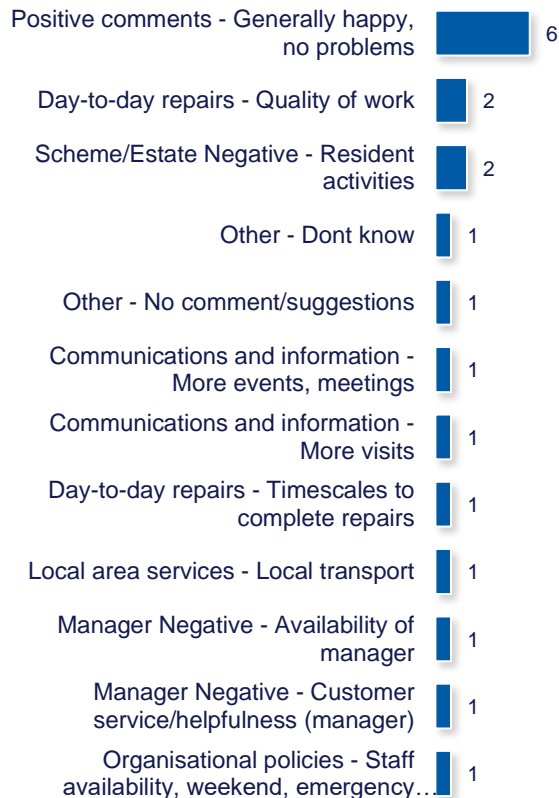 Positive comments - Generally happy,
no problems
6
Day-to-day repairs - Quality of work
2
Scheme/Estate Negative - Resident
activities
2
Other - Dont know
1
Other - No comment/suggestions
1
Communications and information -
More events, meetings
1
Communications and information -
More visits
1
Day-to-day repairs - Timescales to
complete repairs
1
Local area services - Local transport
1
Manager Negative - Availability of
manager
1
Manager Negative - Customer
service/helpfulness (manager)
1
Organisational policies - Staff
availability, weekend, emergency…
1